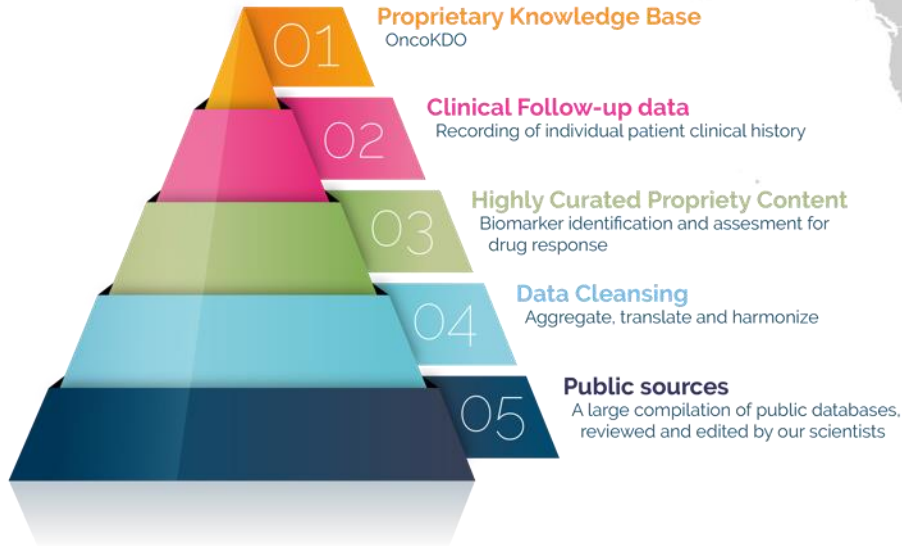 01
Proprietary Knowledge Base
OncoKDO
02
Clinical Follow-up data
Recording of individual patient clinical history
03
Highly Curated Propriety Content
Biomarker identification and assesment for
drug response
04
Data Cleansing
Aggregate, translate and harmonize
05
Public sources
A large compilation of public databases,
reviewed and edited by our scientists